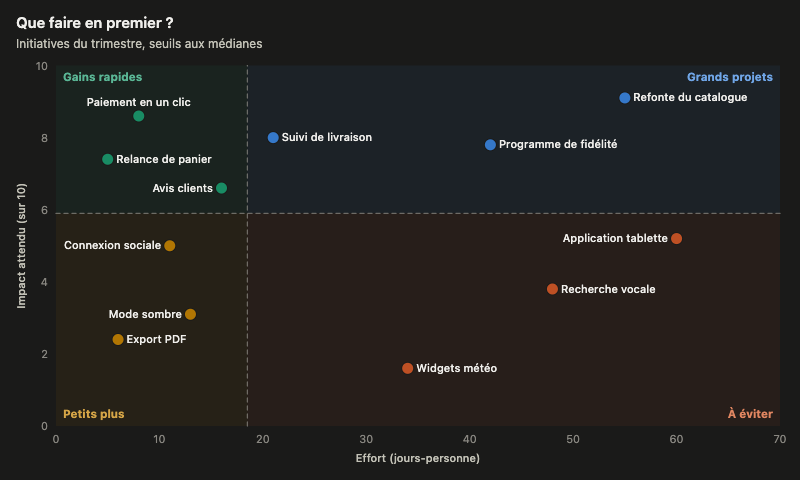 Que faire en premier ?
Initiatives du trimestre, seuils aux médianes
Gains rapides
Grands projets
Paiement en un clic
Refonte du catalogue
Suivi de livraison
Programme de fidélité
Relance de panier
Avis clients
Connexion sociale
Application tablette
Recherche vocale
Mode sombre
Export PDF
Widgets météo
Petits plus
À éviter
10
8
6
4
2
0
Impact attendu (sur 10)
0 10 20 30 40 50 60 70
Effort (jours-personne)